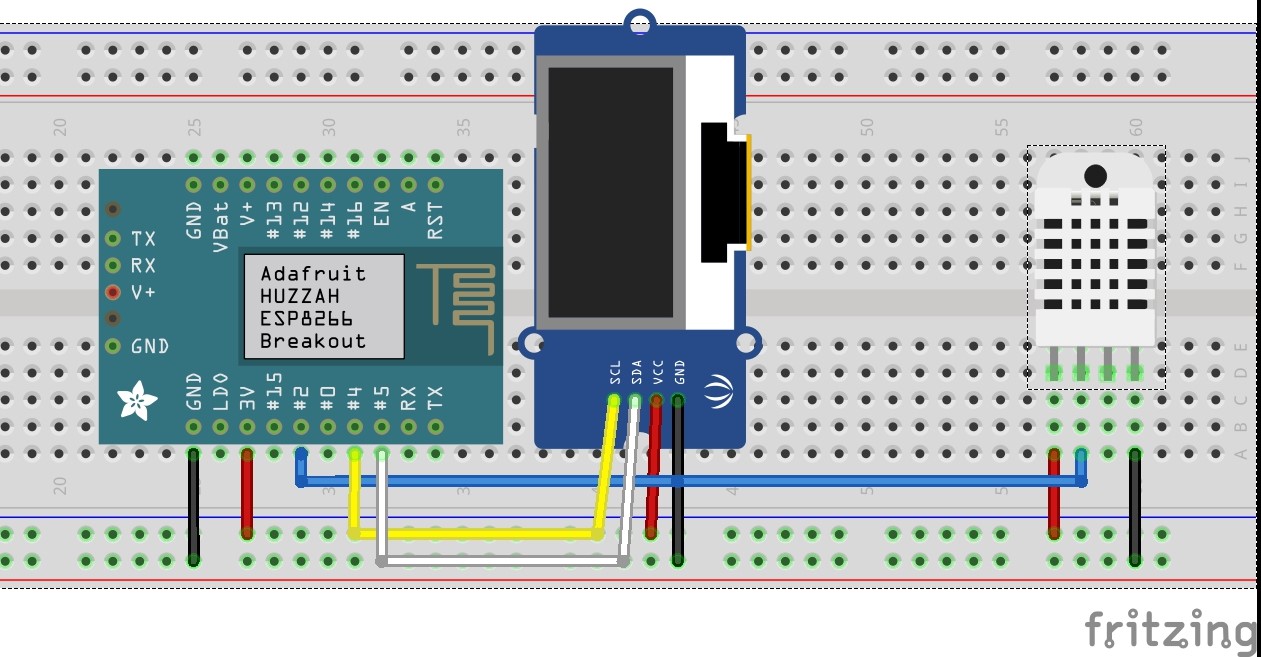 20
25
30
35
50
55
60
J
I
H
G
F
GND
VBat
V+
#13
#12
#14
#16
EN
A
RST
TX
RX
V+
GND
Adafruit
HUZZAH
ESP8266
Breakout
GND
LDO
3V
#15
#2
#0
#4
#5
RX
TX
SCL
SDA
VCC
GND
E
D
C
B
A
20
35
fritzing